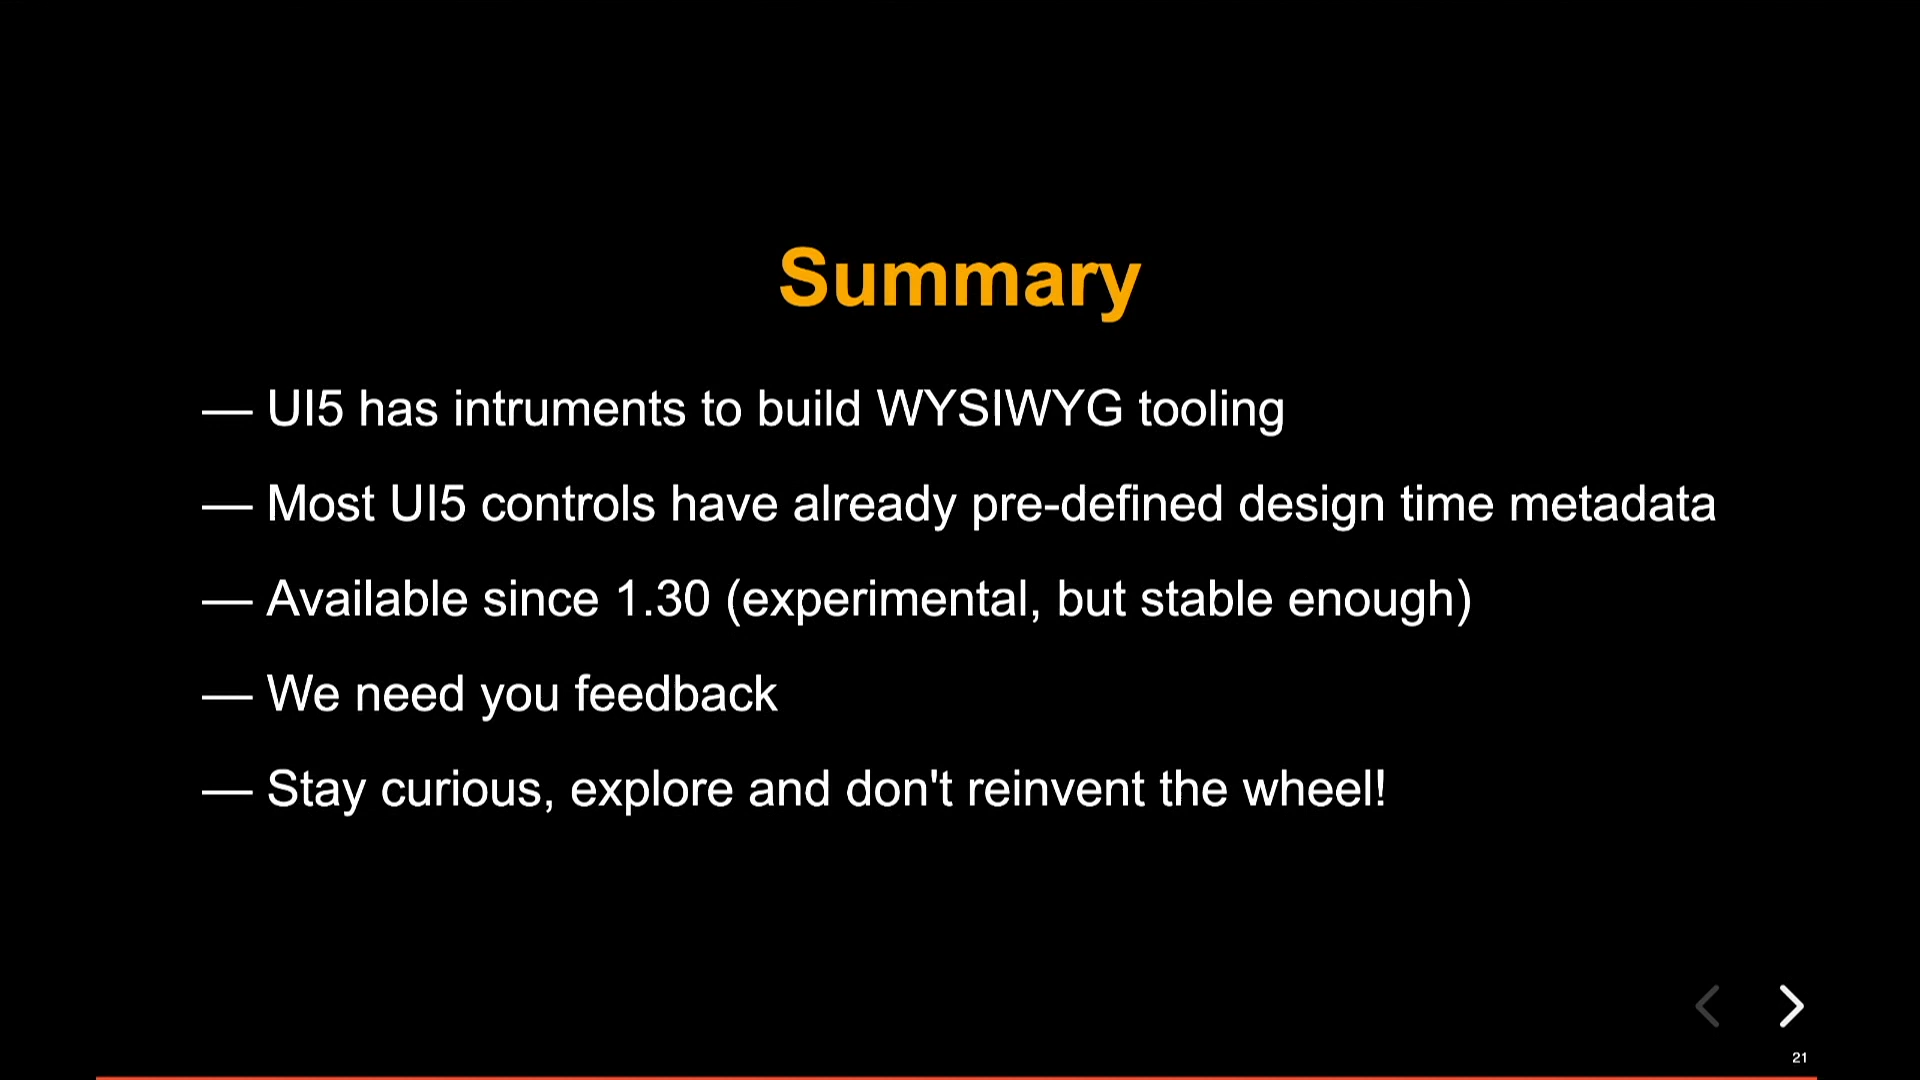 Summary
— UI5 has intruments to build WYSIWYG tooling
— Most UI5 controls have already pre-defined design time metadata
— Available since 1.30 (experimental, but stable enough)
— We need you feedback
— Stay curious, explore and don't reinvent the wheel!
21